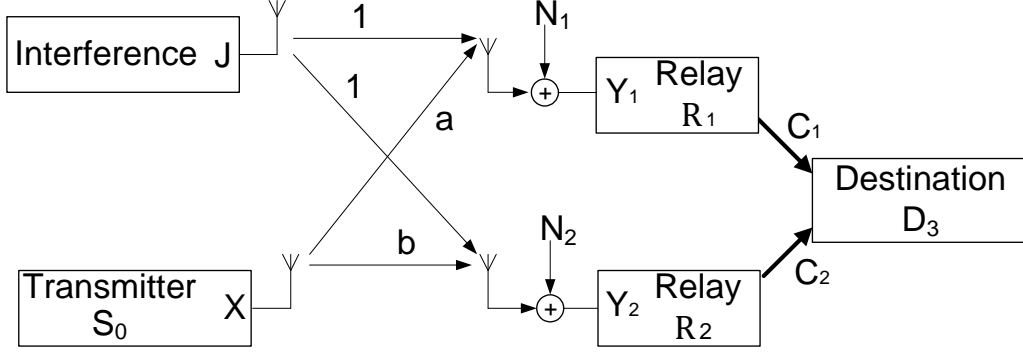 Interference J
1
1
a
b
N₁
+
Y₁ Relay
R₁
C₁
Destination
D₃
Transmitter
S₀
X
N₂
+
Y₂ Relay
R₂
C₂